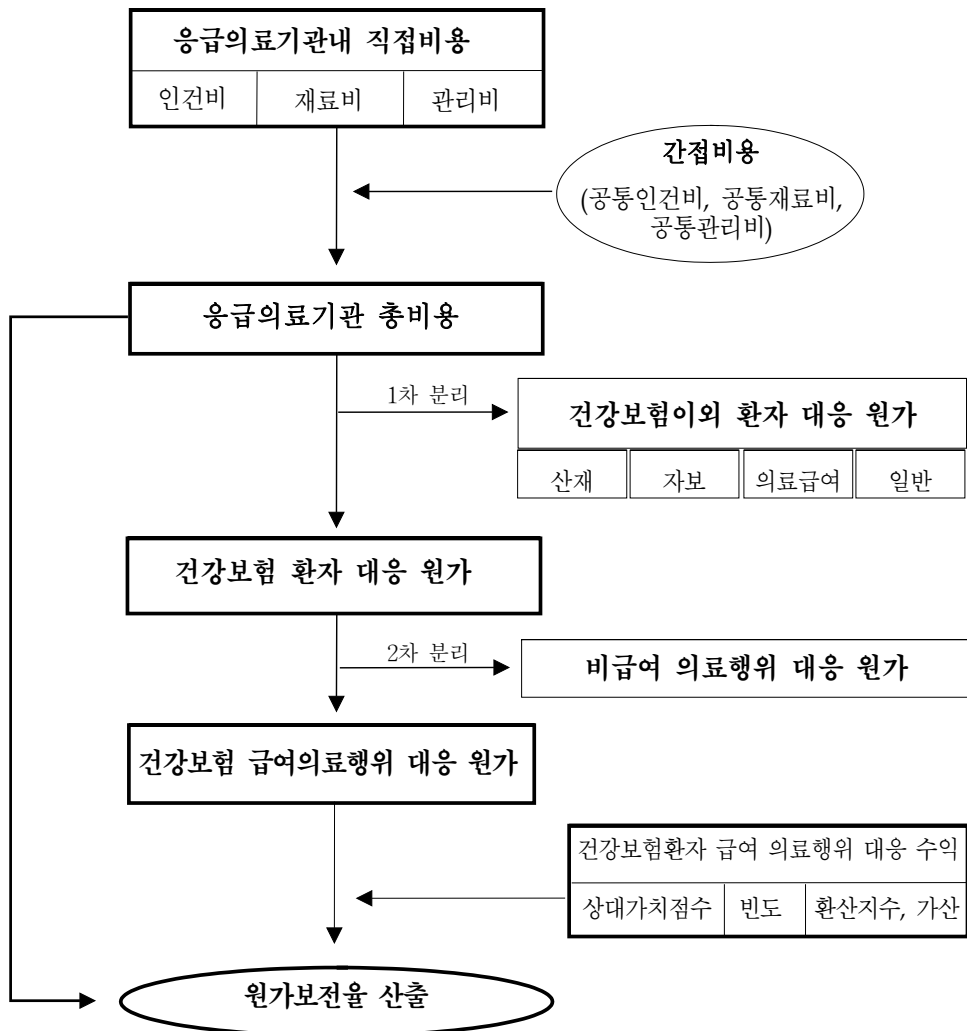 응급의료기관내 직접비용
인건비 재료비 관리비
간접비용
(공통인건비, 공통재료비,
공통관리비)
응급의료기관 총비용
1차 분리
건강보험이외 환자 대응 원가
산재 자보 의료급여 일반
건강보험 환자 대응 원가
2차 분리
비급여 의료행위 대응 원가
건강보험 급여의료행위 대응 원가
건강보험환자 급여 의료행위 대응 수익
상대가치점수 빈도 환산지수, 가산
원가보전율 산출